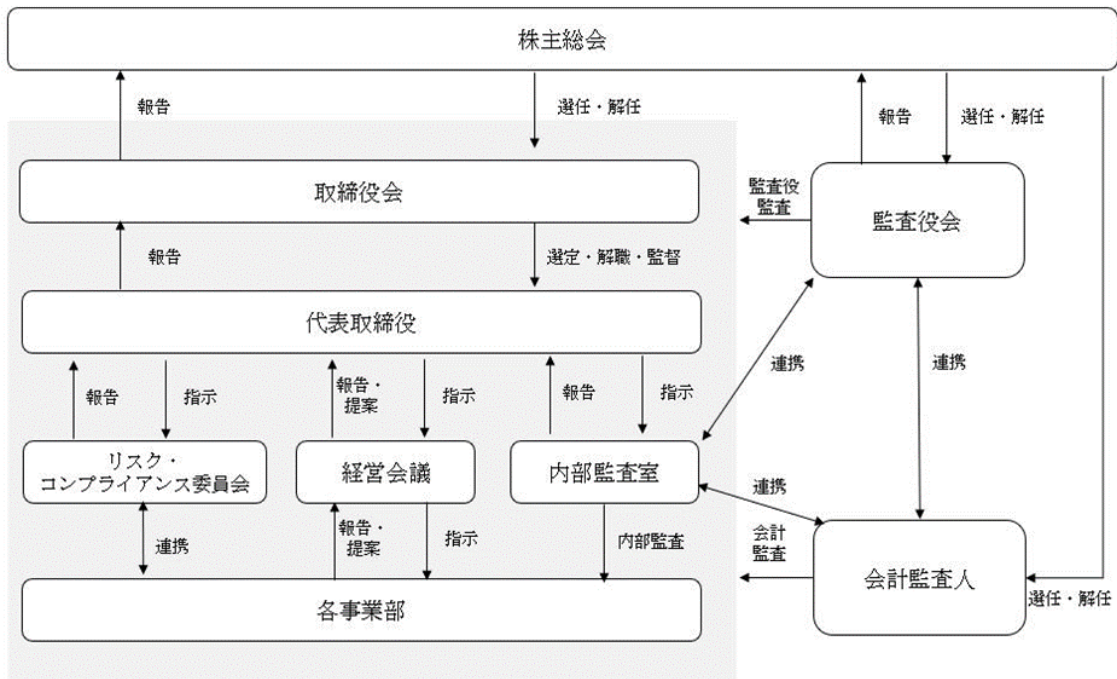 株主総会
報告
選任・解任
報告
選任・解任
取締役会
監査役
監査
監査役会
報告
選定・解職・監督
代表取締役
連携
連携
報告
指示
報告・
提案
指示
報告
指示
リスク・
コンプライアンス委員会
経営会議
内部監査室
連携
連携
報告・
提案
指示
内部監査
会計
監査
会計監査人
各事業部
選任・解任